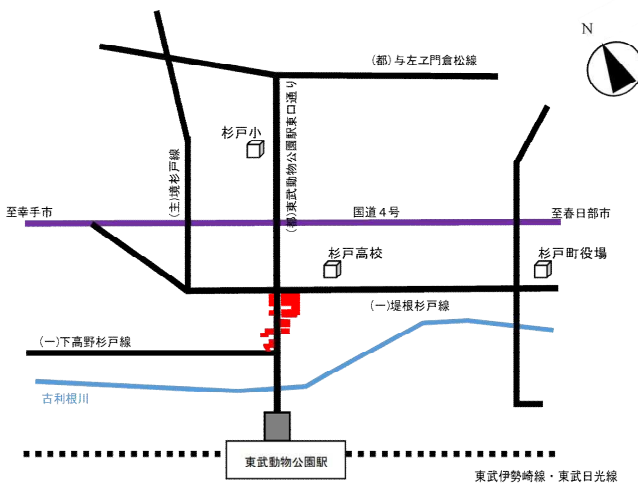 N
(都)与左ヱ門倉松線
(都)東武動物公園駅東口通り
杉戸小
(主)境杉戸線
至幸手市
国道4号
至春日部市
杉戸高校
杉戸町役場
(一)堤根杉戸線
(一)下高野杉戸線
古利根川
東武動物公園駅
東武伊勢崎線・東武日光線